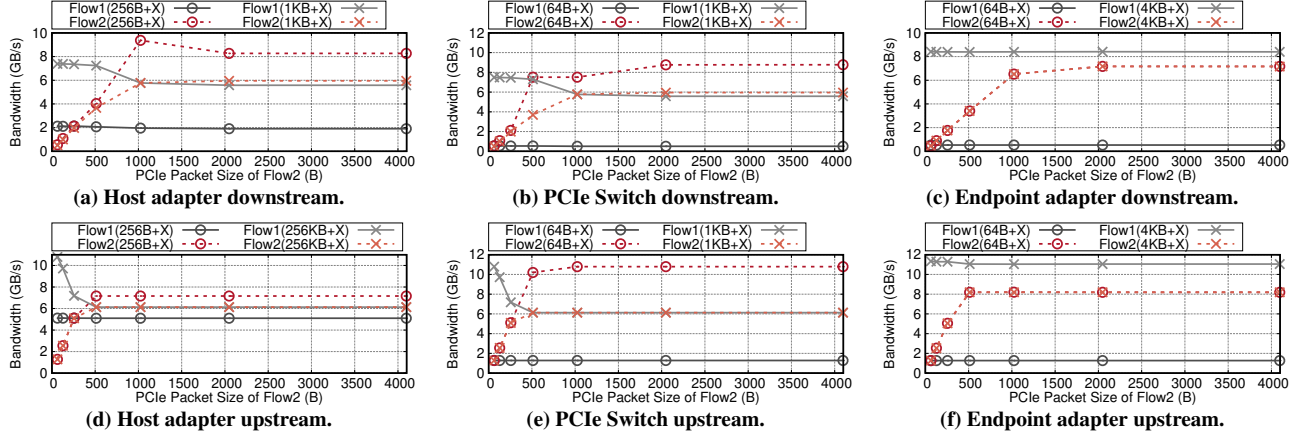 Flow1(256B+X) Flow1(1KB+X)
Flow2(256B+X) Flow2(1KB+X)
Bandwidth (GB/s)
10
8
6
4
2
0
0 500 1000 1500 2000 2500 3000 3500 4000
PCIe Packet Size of Flow2 (B)
(a) Host adapter downstream.
Flow1(64B+X) Flow1(1KB+X)
Flow2(64B+X) Flow2(1KB+X)
Bandwidth (GB/s)
12
10
8
6
4
2
0
0 500 1000 1500 2000 2500 3000 3500 4000
PCIe Packet Size of Flow2 (B)
(b) PCIe Switch downstream.
Flow1(64B+X) Flow1(4KB+X)
Flow2(64B+X) Flow2(4KB+X)
Bandwidth (GB/s)
10
8
6
4
2
0
0 500 1000 1500 2000 2500 3000 3500 4000
PCIe Packet Size of Flow2 (B)
(c) Endpoint adapter downstream.
Flow1(256B+X) Flow1(256KB+X)
Flow2(256B+X) Flow2(256KB+X)
Bandwidth (GB/s)
10
8
6
4
2
0
0 500 1000 1500 2000 2500 3000 3500 4000
PCIe Packet Size of Flow2 (B)
(d) Host adapter upstream.
Flow1(64B+X) Flow1(1KB+X)
Flow2(64B+X) Flow2(1KB+X)
Bandwidth (GB/s)
12
10
8
6
4
2
0
0 500 1000 1500 2000 2500 3000 3500 4000
PCIe Packet Size of Flow2 (B)
(e) PCIe Switch upstream.
Flow1(64B+X) Flow1(4KB+X)
Flow2(64B+X) Flow2(4KB+X)
Bandwidth (GB/s)
12
10
8
6
4
2
0
0 500 1000 1500 2000 2500 3000 3500 4000
PCIe Packet Size of Flow2 (B)
(f) Endpoint adapter upstream.